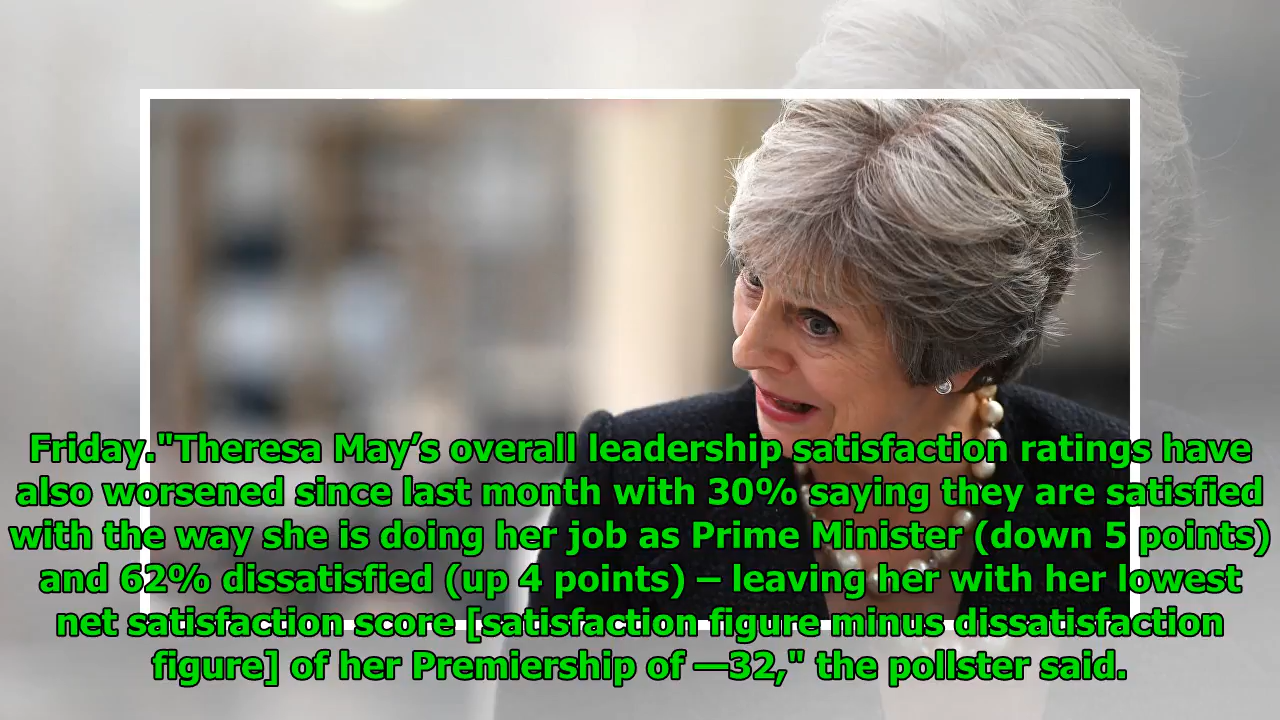 Friday."Theresa May’s overall leadership satisfaction ratings have
also worsened since last month with 30% saying they are satisfied
with the way she is doing her job as Prime Minister (down 5 points)
and 62% dissatisfied (up 4 points) – leaving her with her lowest
net satisfaction score [satisfaction figure minus dissatisfaction
figure] of her Premiership of —32," the pollster said.